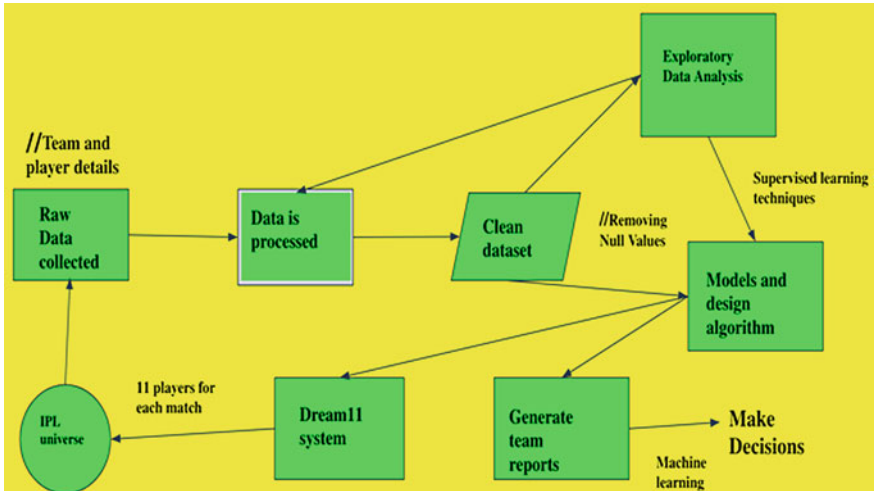 Exploratory
Data Analysis
//Team and
player details
Raw
Data
collected
Data is
processed
Clean
dataset
//Removing
Null Values
Supervised learning
techniques
Models and
design
algorithm
11 players for
each match
IPL
universe
Dream11
system
Generate
team
reports
Make
Decisions
Machine
learning